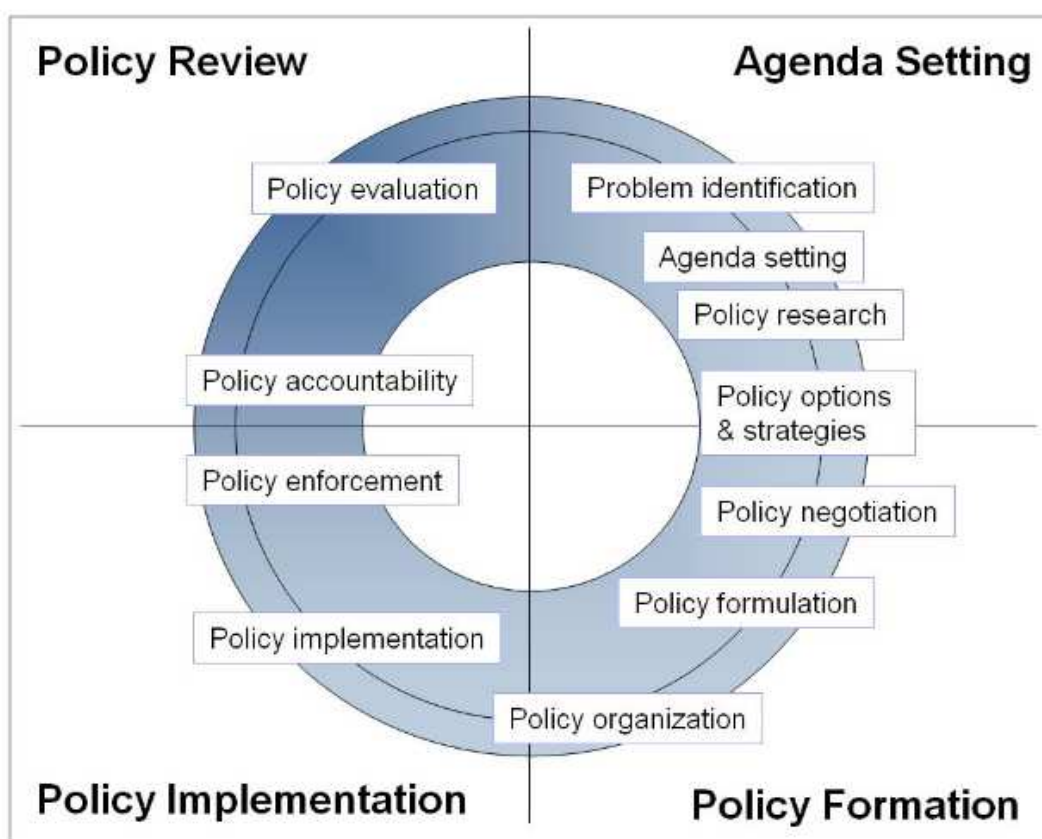 Policy Review
Agenda Setting
Policy evaluation
Problem identification
Agenda setting
Policy research
Policy accountability
Policy options
& strategies
Policy enforcement
Policy negotiation
Policy formulation
Policy implementation
Policy organization
Policy Implementation
Policy Formation